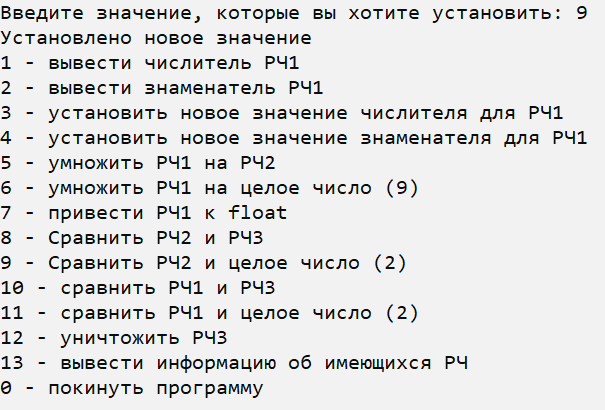 Введите значение, которые вы хотите установить: 9
Установлено новое значение
1 - вывести числитель РЧ1
2 - вывести знаменатель РЧ1
3 - установить новое значение числителя для РЧ1
4 - установить новое значение знаменателя для РЧ1
5 - умножить РЧ1 на РЧ2
6 - умножить РЧ1 на целое число (9)
7 - привести РЧ1 к float
8 - Сравнить РЧ2 и РЧ3
9 - Сравнить РЧ2 и целое число (2)
10 - сравнить РЧ1 и РЧ3
11 - сравнить РЧ1 и целое число (2)
12 - уничтожить РЧ3
13 - вывести информацию об имеющихся РЧ
0 - покинуть программу